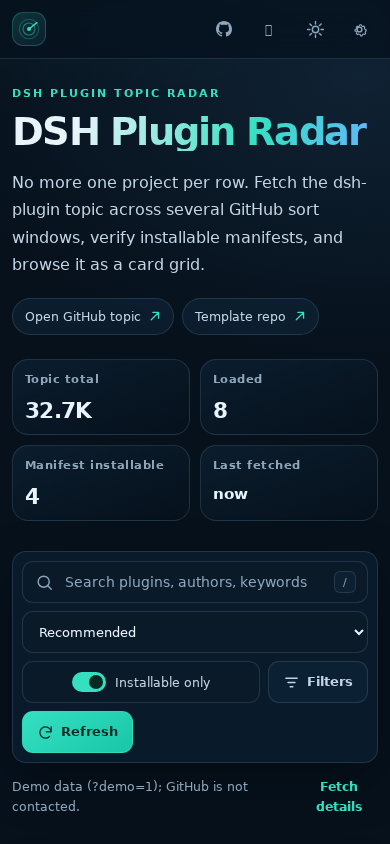 DSH PLUGIN TOPIC RADAR
DSH Plugin Radar
No more one project per row. Fetch the dsh-
plugin topic across several GitHub sort
windows, verify installable manifests, and
browse it as a card grid.
Open GitHub topic
Template repo
Topic total
32.7K
Loaded
8
Manifest installable
4
Last fetched
now
Search plugins, authors, keywords
/
Recommended
Installable only
Filters
Refresh
Demo data (?demo=1); GitHub is not
contacted.
Fetch
details